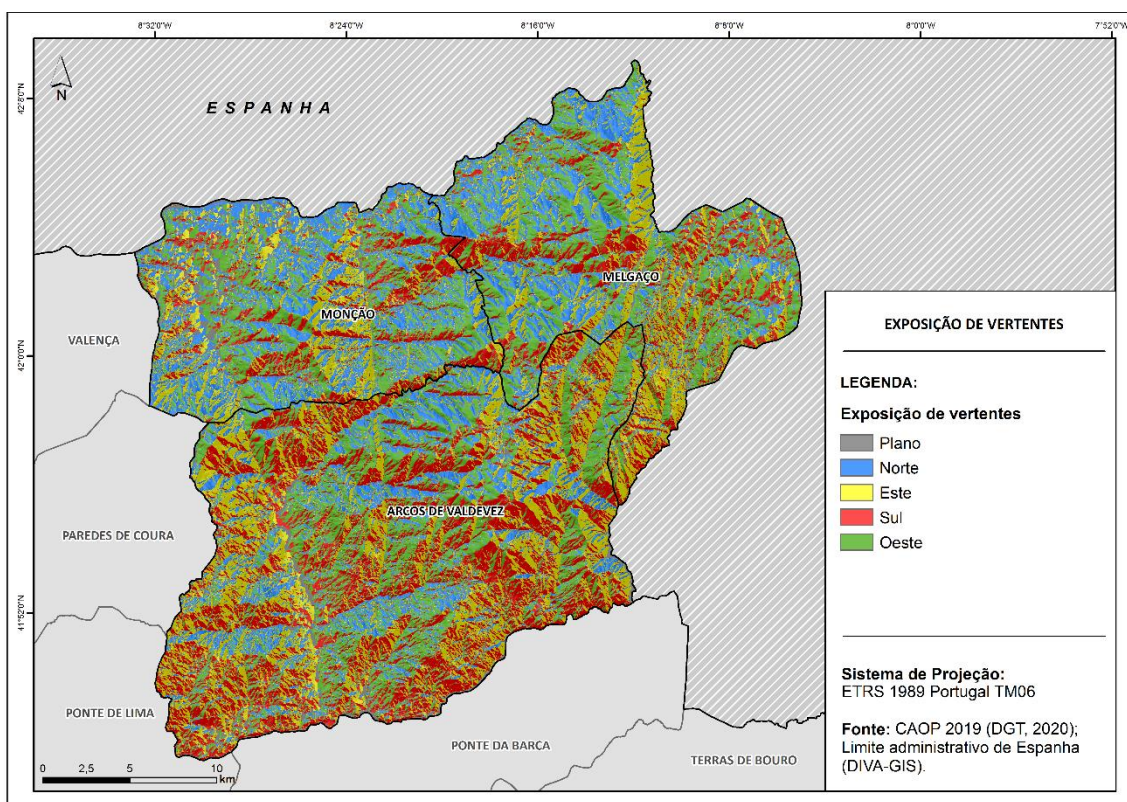 8°32'0"W
8°24'0"W
8°16'0"W
8°8'0"W
8°0'0"W
7°52'0"W
N
42°8'0"N
42°0'0"N
41°52'0"N
ESPANHA
MELGAÇO
MONÇÃO
VALENÇA
ARCOS DE VALDEVEZ
PAREDES DE COURA
PONTE DE LIMA
PONTE DA BARCA
TERRAS DE BOURO
0 2,5 5 10
km
EXPOSIÇÃO DE VERTENTES
LEGENDA:
Exposição de vertentes
Plano
Norte
Este
Sul
Oeste
Sistema de Projeção:
ETRS 1989 Portugal TM06
Fonte: CAOP 2019 (DGT, 2020);
Limite administrativo de Espanha
(DIVA-GIS).